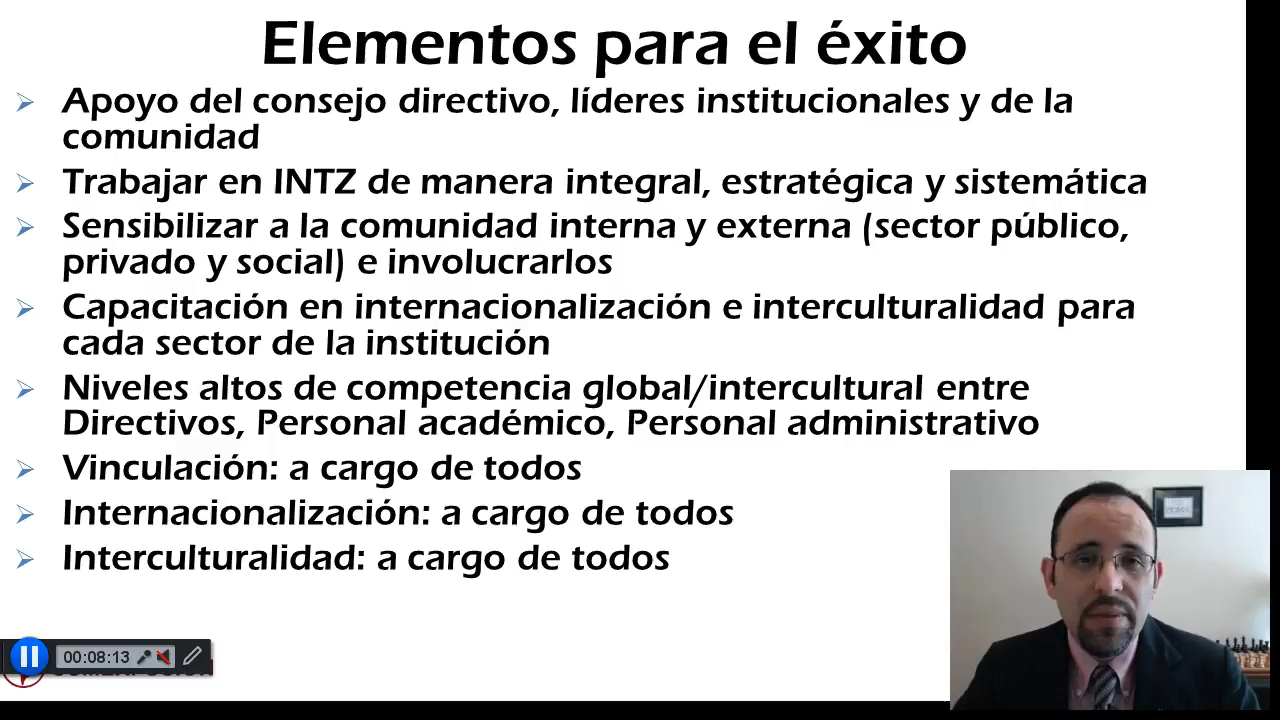 Elementos para el éxito
Apoyo del consejo directivo, líderes institucionales y de la
comunidad
Trabajar en INTZ de manera integral, estratégica y sistemática
Sensibilizar a la comunidad interna y externa (sector público,
privado y social) e involucrarlos
Capacitación en internacionalización e interculturalidad para
cada sector de la institución
Niveles altos de competencia global/intercultural entre
Directivos, Personal académico, Personal administrativo
Vinculación: a cargo de todos
Internacionalización: a cargo de todos
Interculturalidad: a cargo de todos
00:08:13